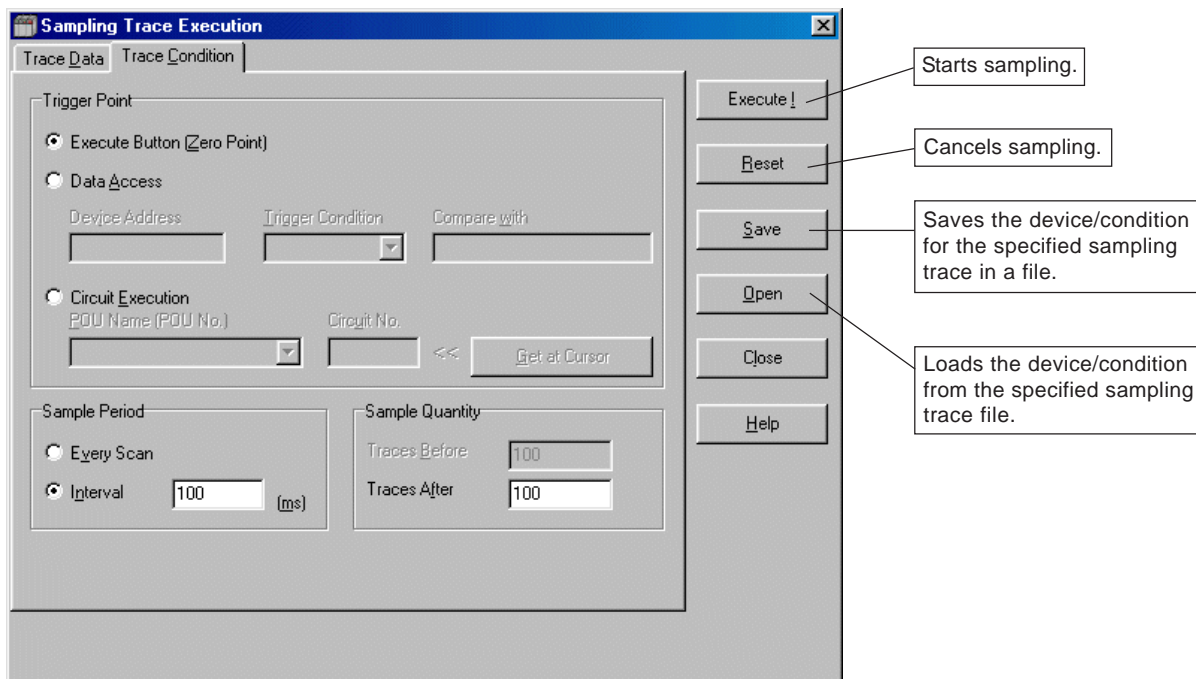 Sampling Trace Execution
Trace Data
Trace Condition
Trigger Point
Execute Button (Zero Point)
Data Access
Device Address
Trigger Condition
Compare with
Circuit Execution
POU Name (POU No.)
Circuit No.
<<
Get at Cursor
Sample Period
Every Scan
Interval
100
(ms)
Sample Quantity
Traces Before
100
Traces After
100
Execute !
Reset
Save
Open
Close
Help
Starts sampling.
Cancels sampling.
Saves the device/condition
for the specified sampling
trace in a file.
Loads the device/condition
from the specified sampling
trace file.